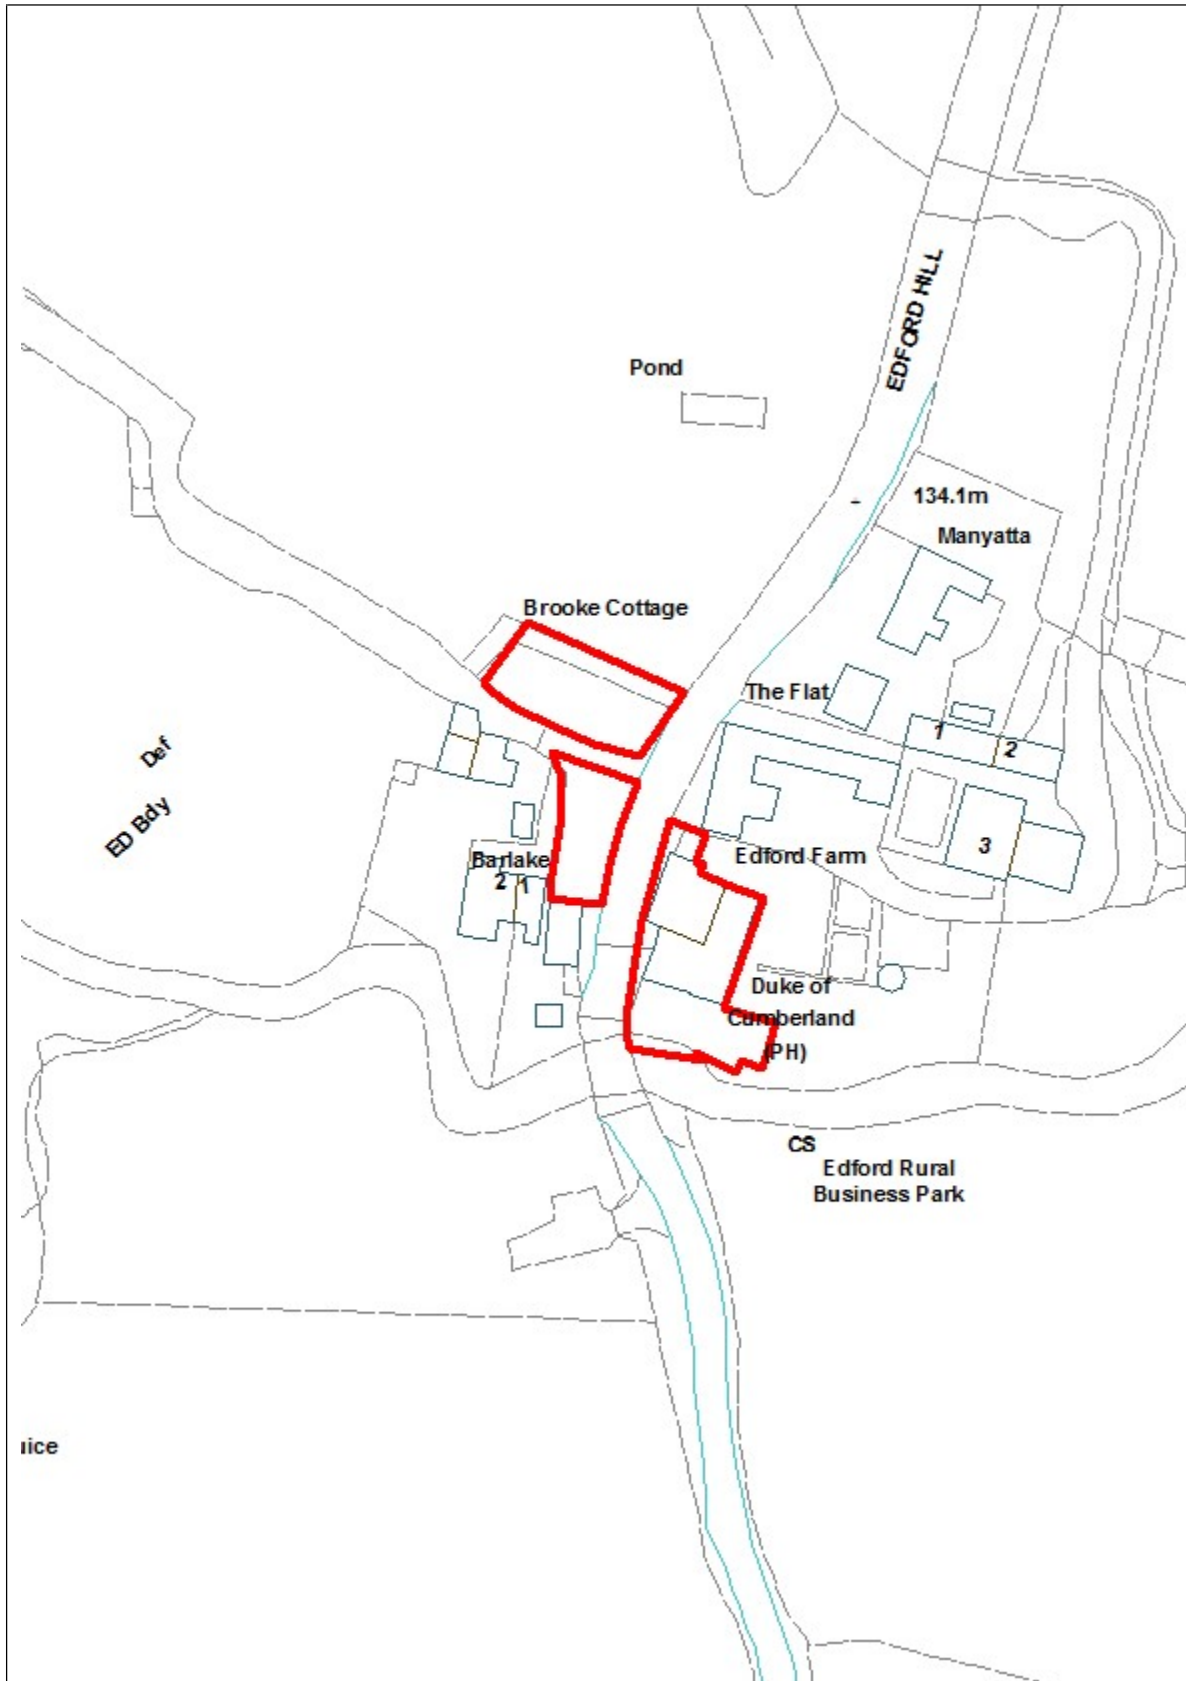 EDFORD HILL
Pond
134.1m
Manyatta
Brooke Cottage
The Flat
1
2
Def
ED Bdy
3
Edford Farm
Barlake
2
1
Duke of
Cumberland
(PH)
CS
Edford Rural
Business Park